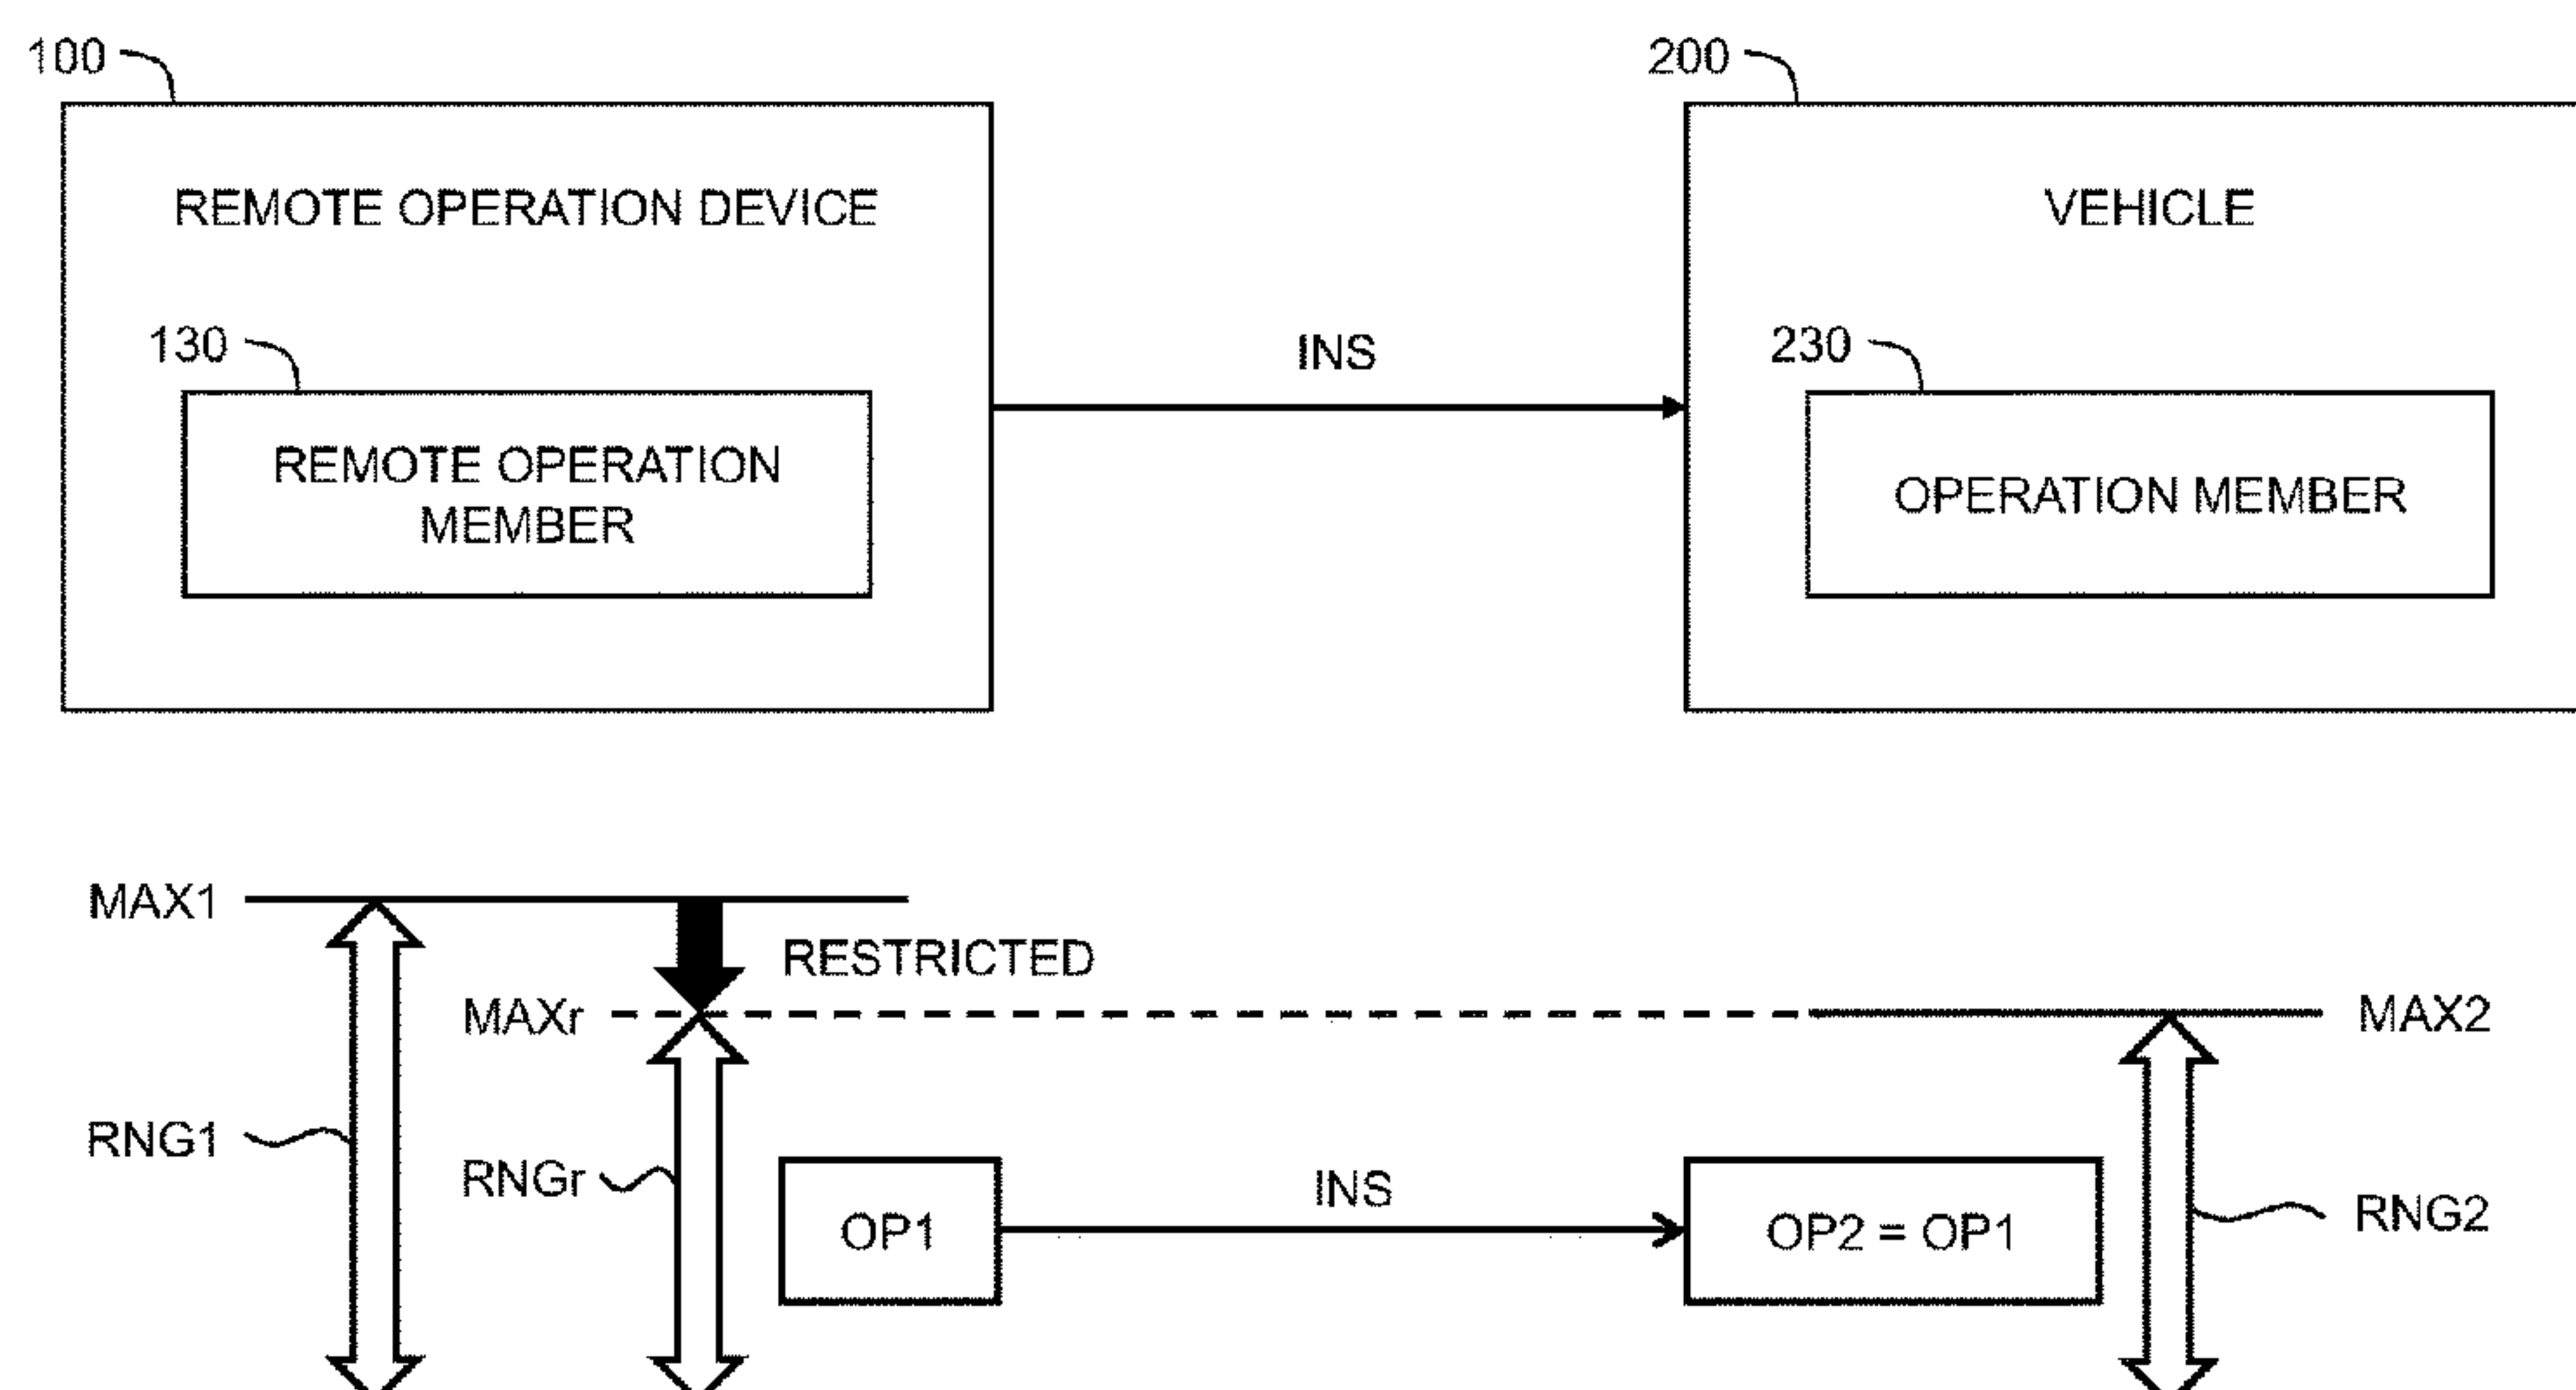 100
200
REMOTE OPERATION DEVICE
VEHICLE
130
INS
230
REMOTE OPERATION
MEMBER
OPERATION MEMBER
MAX1
RESTRICTED
MAXr
MAX2
RNG1
RNGr
INS
RNG2
OP1
OP2 = OP1